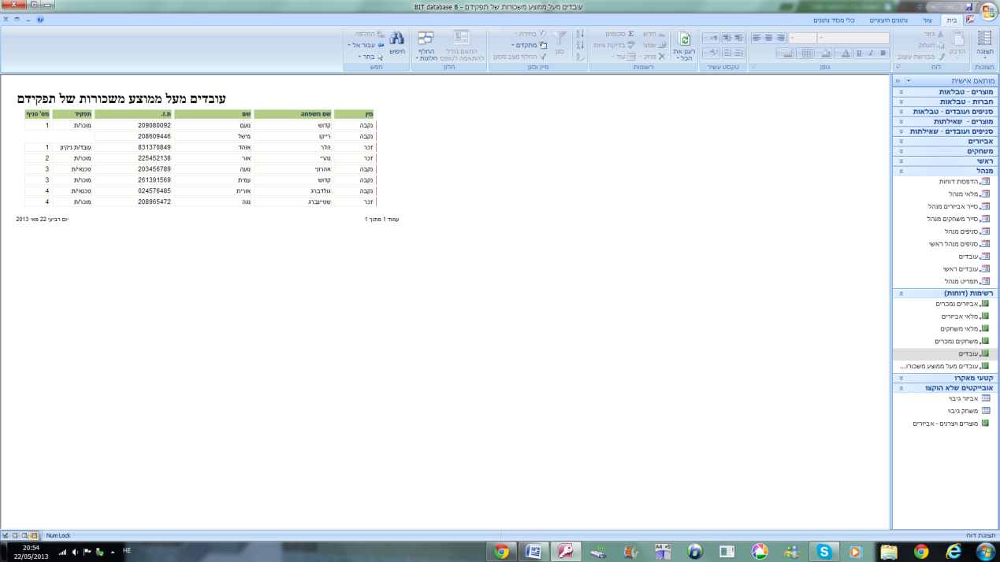 עובדים מעל ממוצע משכורות של תפקידם - BIT database 8
בית
צור
נתונים חיצוניים
כלי מסד נתונים
תצוגה
תצוגות
הדבק
גזור
העתק
מברשת עיצוב
לוח
גופן
טקסט עשיר
רענן את הכל
חדש
שמור
מחק
סכומים
בדיקת איות
עוד
רשומות
סנן
בחירה
מתקדם
החלף מצב מסנן
מיין וסנן
התאם גודל להתאמה לטופס
החלף חלונות
חלון
חיפוש
החלפה
עבור אל
בחר
חפש
מותאם אישית
מוצרים - טבלאות
חברות - טבלאות
סניפים ועובדים - טבלאות
מוצרים - שאילתות
סניפים ועובדים - שאילתות
אביזרים
משחקים
ראשי
מנהל
הדפסת דוחות
מלאי מנהל
סייר אביזרים מנהל
סייר משחקים מנהל
סניפים מנהל
סניפים מנהל ראשי
עובדים
עובדים ראשי
תפריט מנהל
רשימות (דוחות)
אביזרים נמכרים
מלאי אביזרים
מלאי משחקים
משחקים נמכרים
עובדים
עובדים מעל ממוצע משכורו...
קטעי מאקרו
אובייקטים שלא הוקצו
אביזר גיבוי
משחק גיבוי
מוצרים ויצרנים - אביזרים
עובדים מעל ממוצע משכורות של תפקידם
מין שם משפחה שם ת.ז. תפקיד מס' סניף
נקבה קדוש נועם 209080092 מוכר/ת 1
נקבה רייקו מישל 208609446
זכר הלר אוהד 831370849 עובד/ת ניקיון 1
זכר נהרי אור 225452138 מוכר/ת 2
נקבה אהרוני נועה 203456789 טכנאי/ת 3
נקבה קדוש עמית 261391569 מוכר/ת 3
נקבה גולדברג אורית 024576485 טכנאי/ת 4
זכר שטיינברג נגה 208965472 מוכר/ת 4
עמוד 1 מתוך 1
יום רביעי 22 מאי 2013
תצוגת דוח
Num Lock
HE
20:54
22/05/2013